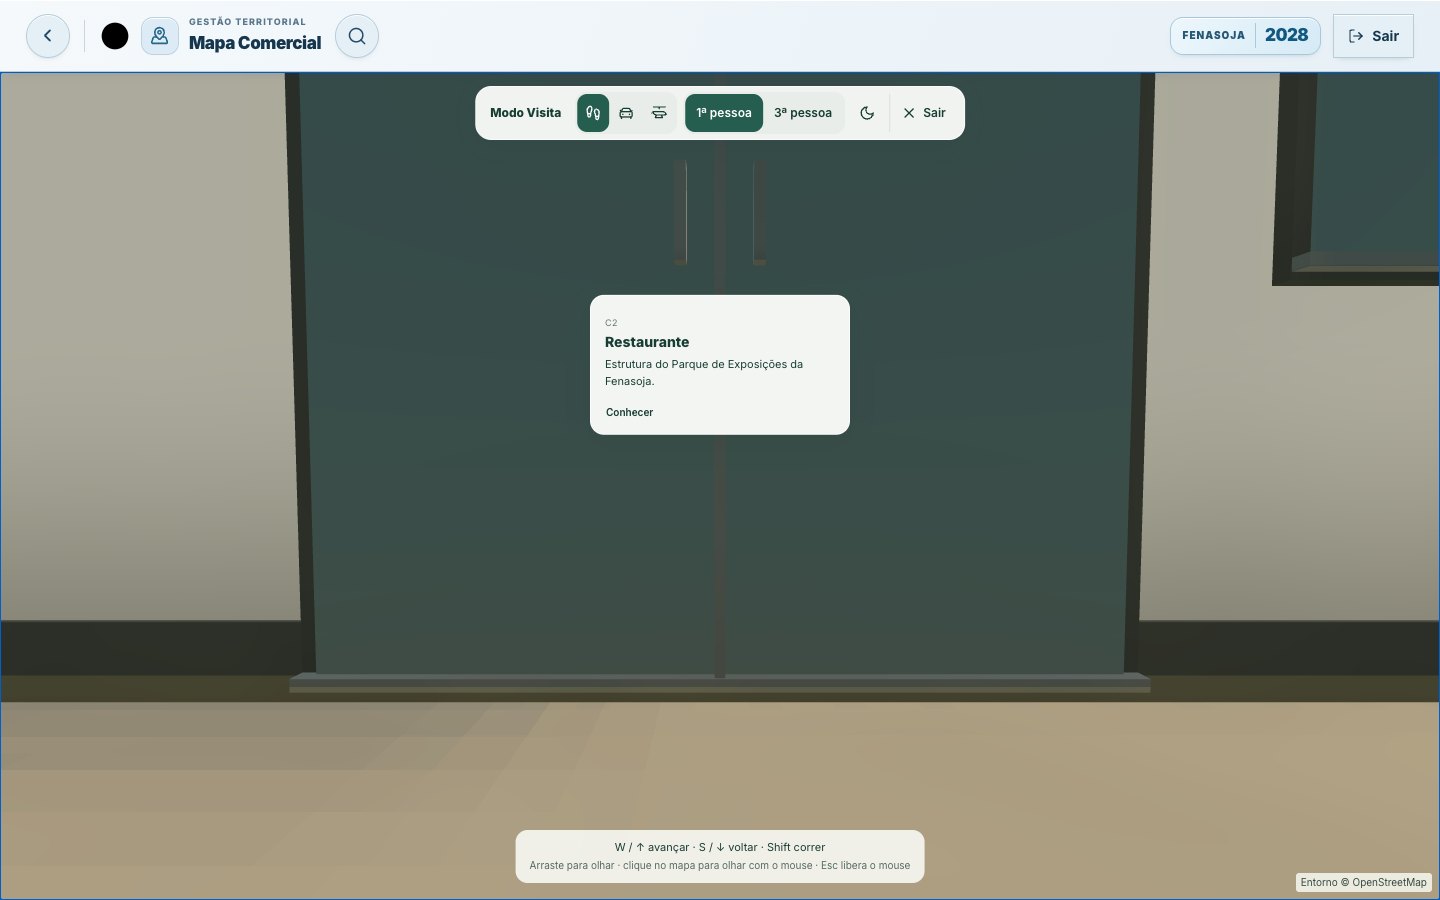 GESTÃO TERRITORIAL
Mapa Comercial
FENASOJA 2028
Sair
Modo Visita
1ª pessoa
3ª pessoa
Sair
C2
Restaurante
Estrutura do Parque de Exposições da
Fenasoja.
Conhecer
W / ↑ avançar · S / ↓ voltar · Shift correr
Arraste para olhar · clique no mapa para olhar com o mouse · Esc libera o mouse
Entorno © OpenStreetMap